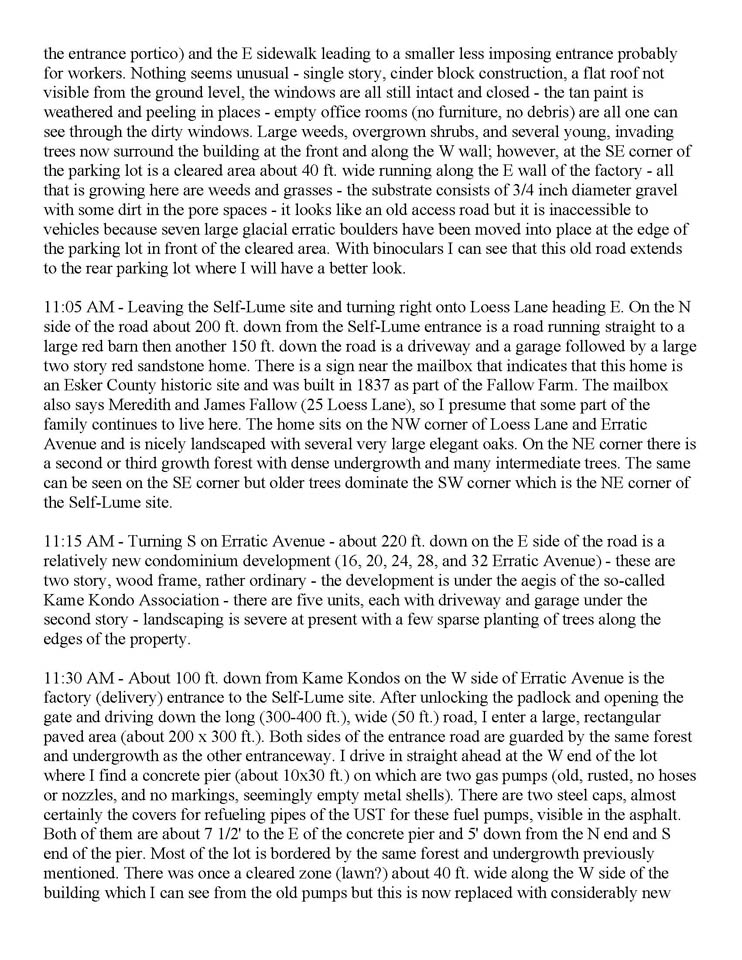 the entrance portico) and the E sidewalk leading to a smaller less imposing entrance probably
for workers. Nothing seems unusual - single story, cinder block construction, a flat roof not
visible from the ground level, the windows are all still intact and closed - the tan paint is
weathered and peeling in places - empty office rooms (no furniture, no debris) are all one can
see through the dirty windows. Large weeds, overgrown shrubs, and several young, invading
trees now surround the building at the front and along the W wall; however, at the SE corner of
the parking lot is a cleared area about 40 ft. wide running along the E wall of the factory - all
that is growing here are weeds and grasses - the substrate consists of 3/4 inch diameter gravel
with some dirt in the pore spaces - it looks like an old access road but it is inaccessible to
vehicles because seven large glacial erratic boulders have been moved into place at the edge of
the parking lot in front of the cleared area. With binoculars I can see that this old road extends
to the rear parking lot where I will have a better look.

11:05 AM - Leaving the Self-Lume site and turning right onto Loess Lane heading E. On the N
side of the road about 200 ft. down from the Self-Lume entrance is a road running straight to a
large red barn then another 150 ft. down the road is a driveway and a garage followed by a large
two story red sandstone home. There is a sign near the mailbox that indicates that this home is
an Esker County historic site and was built in 1837 as part of the Fallow Farm. The mailbox
also says Meredith and James Fallow (25 Loess Lane), so I presume that some part of the
family continues to live here. The home sits on the NW corner of Loess Lane and Erratic
Avenue and is nicely landscaped with several very large elegant oaks. On the NE corner there is
a second or third growth forest with dense undergrowth and many intermediate trees. The same
can be seen on the SE corner but older trees dominate the SW corner which is the NE corner of
the Self-Lume site.

11:15 AM - Turning S on Erratic Avenue - about 220 ft. down on the E side of the road is a
relatively new condominium development (16, 20, 24, 28, and 32 Erratic Avenue) - these are
two story, wood frame, rather ordinary - the development is under the aegis of the so-called
Kame Kondo Association - there are five units, each with driveway and garage under the
second story - landscaping is severe at present with a few sparse planting of trees along the
edges of the property.

11:30 AM - About 100 ft. down from Kame Kondos on the W side of Erratic Avenue is the
factory (delivery) entrance to the Self-Lume site. After unlocking the padlock and opening the
gate and driving down the long (300-400 ft.), wide (50 ft.) road, I enter a large, rectangular
paved area (about 200 x 300 ft.). Both sides of the entrance road are guarded by the same forest
and undergrowth as the other entranceway. I drive in straight ahead at the W end of the lot
where I find a concrete pier (about 10x30 ft.) on which are two gas pumps (old, rusted, no hoses
or nozzles, and no markings, seemingly empty metal shells). There are two steel caps, almost
certainly the covers for refueling pipes of the UST for these fuel pumps, visible in the asphalt.
Both of them are about 7 1/2' to the E of the concrete pier and 5' down from the N end and S
end of the pier. Most of the lot is bordered by the same forest and undergrowth previously
mentioned. There was once a cleared zone (lawn?) about 40 ft. wide along the W side of the
building which I can see from the old pumps but this is now replaced with considerably new